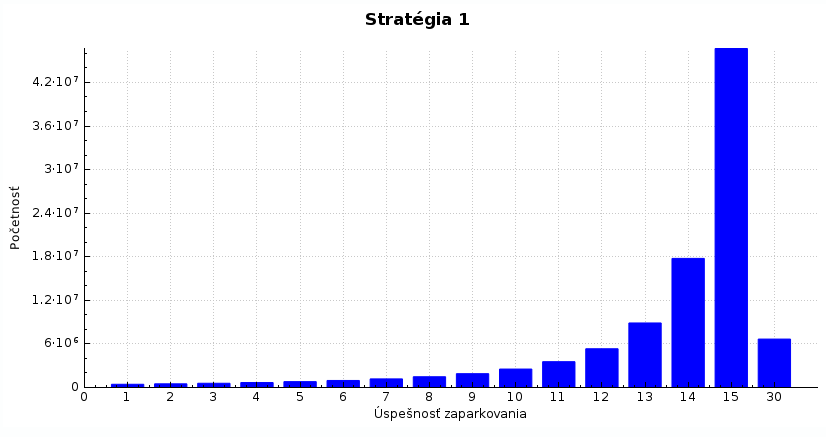 Stratégia 1
Početnosť
4.2·10⁷
3.6·10⁷
3·10⁷
2.4·10⁷
1.8·10⁷
1.2·10⁷
6·10⁶
0
0 1 2 3 4 5 6 7 8 9 10 11 12 13 14 15 30
Úspešnosť zaparkovania